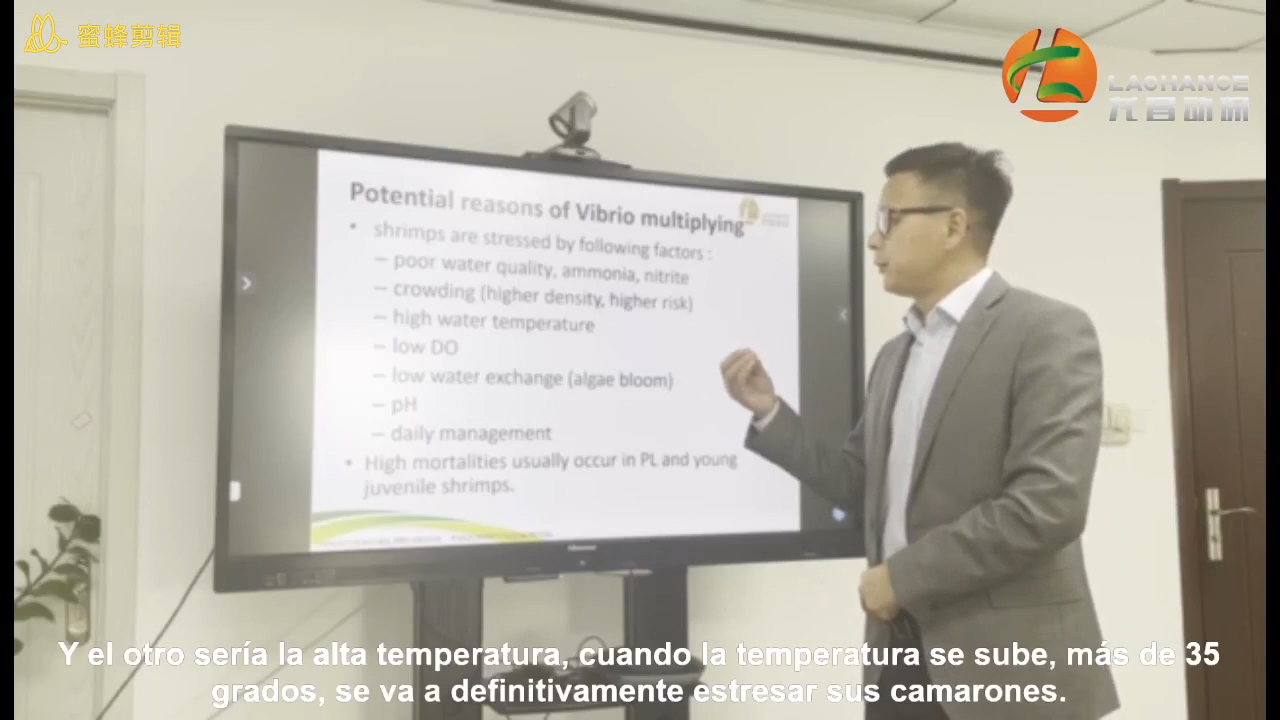 蜜蜂剪辑
LACHANCE
Potential reasons of Vibrio multiplying
• shrimps are stressed by following factors :
– poor water quality, ammonia, nitrite
– crowding (higher density, higher risk)
– high water temperature
– low DO
– low water exchange (algae bloom)
– pH
– daily management
• High mortalities usually occur in PL and young
juvenile shrimps.
Hisense
Y el otro sería la alta temperatura, cuando la temperatura se sube, más de 35
grados, se va a definitivamente estresar sus camarones.